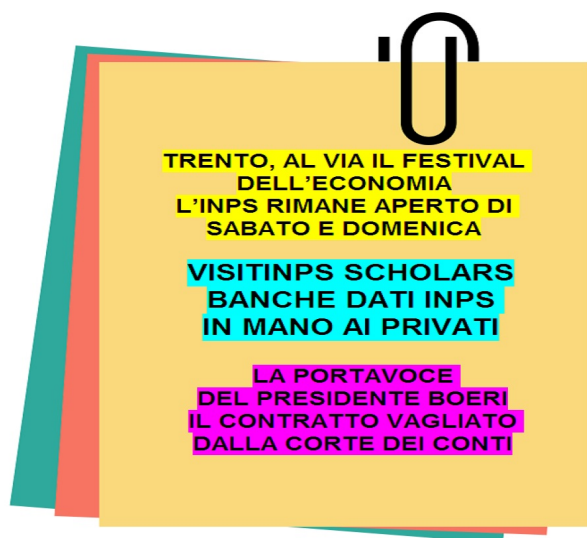 TRENTO, AL VIA IL FESTIVAL
DELL'ECONOMIA
L'INPS RIMANE APERTO DI
SABATO E DOMENICA
VISITINPS SCHOLARS
BANCHE DATI INPS
IN MANO AI PRIVATI
LA PORTAVOCE
DEL PRESIDENTE BOERI
IL CONTRATTO VAGLIATO
DALLA CORTE DEI CONTI